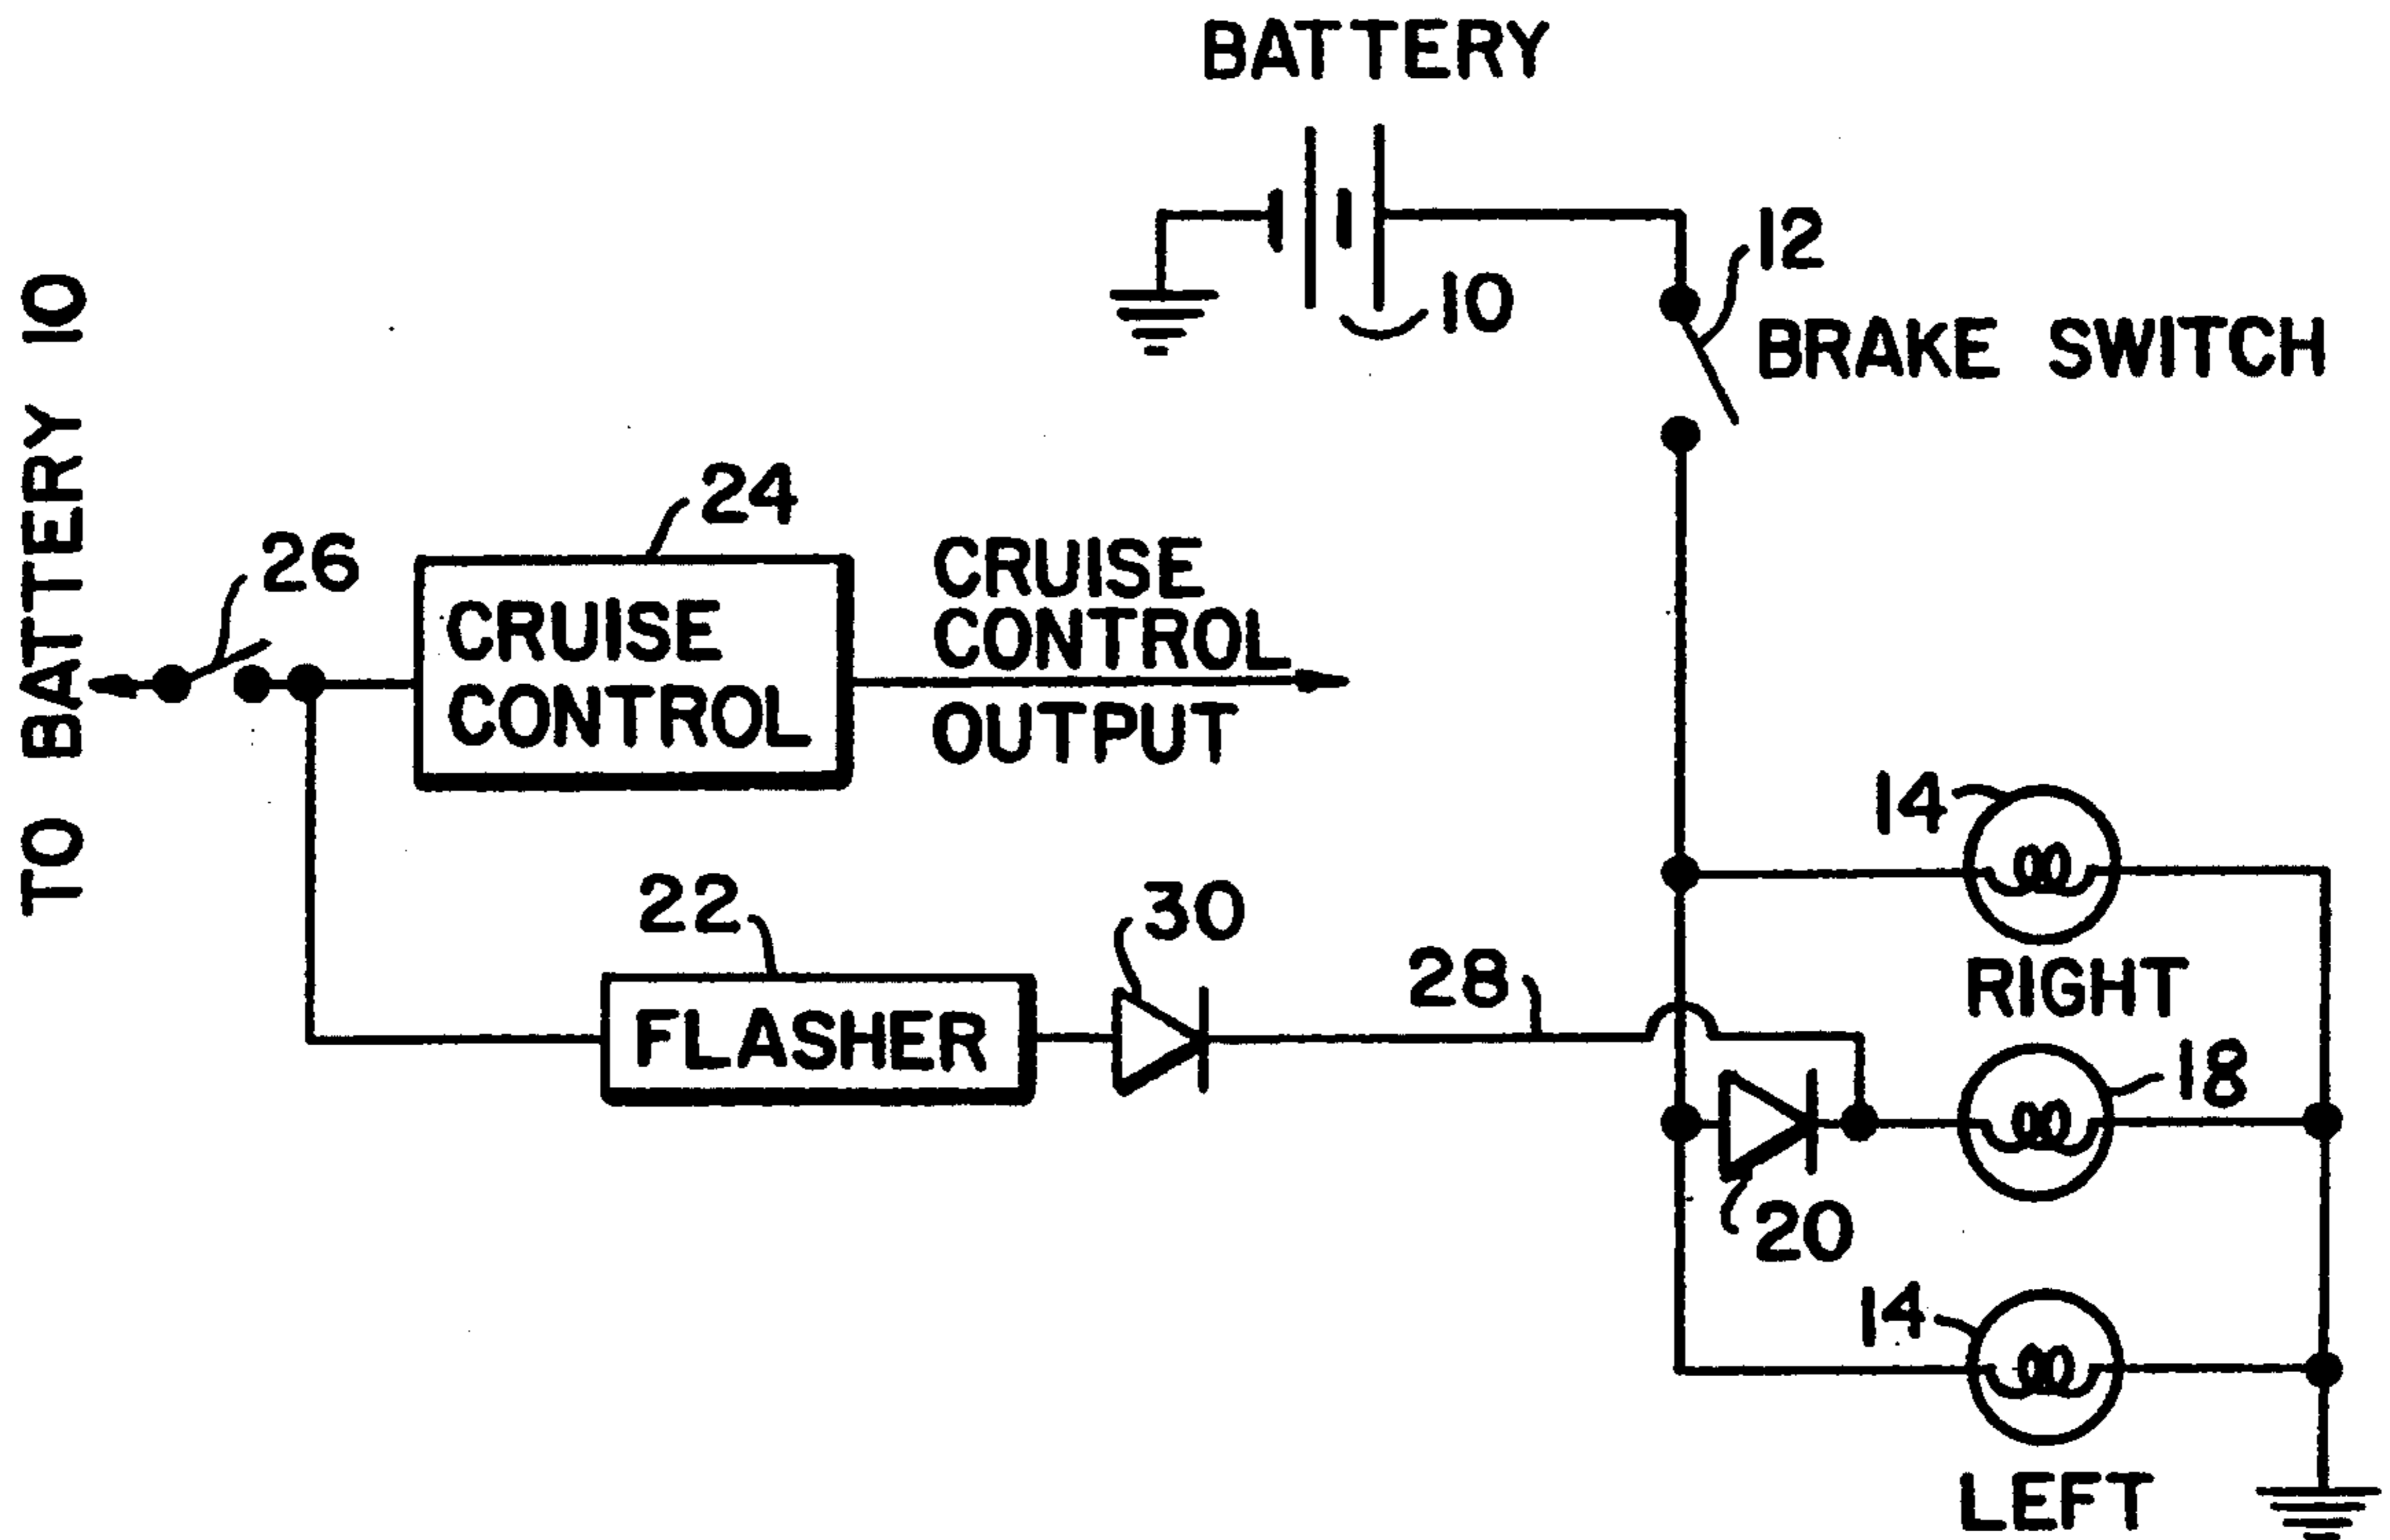 BATTERY
10
12
BRAKE SWITCH
TO BATTERY 10
26
24
CRUISE
CONTROL
CRUISE
CONTROL
OUTPUT
14
RIGHT
22
FLASHER
30
28
18
20
14
LEFT